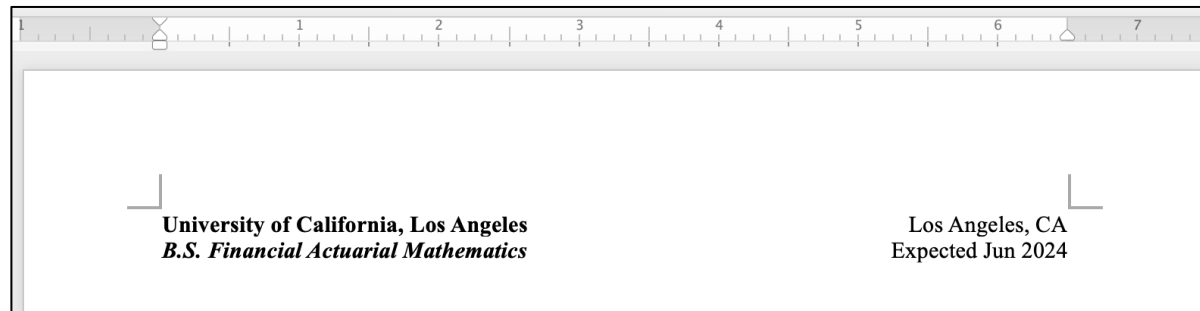 1 1 2 3 4 5 6 7
University of California, Los Angeles Los Angeles, CA
B.S. Financial Actuarial Mathematics Expected Jun 2024